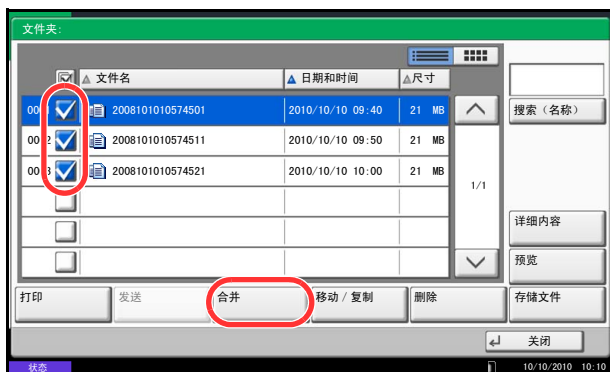 文件夹:
文件名 日期和时间 尺寸
0001 2008101010574501 2010/10/10 09:40 21 MB
搜索（名称）
0002 2008101010574511 2010/10/10 09:50 21 MB
0003 2008101010574521 2010/10/10 10:00 21 MB
1/1
详细内容
预览
打印 发送 合并 移动 / 复制 删除 存储文件
关闭
状态 10/10/2010 10:10